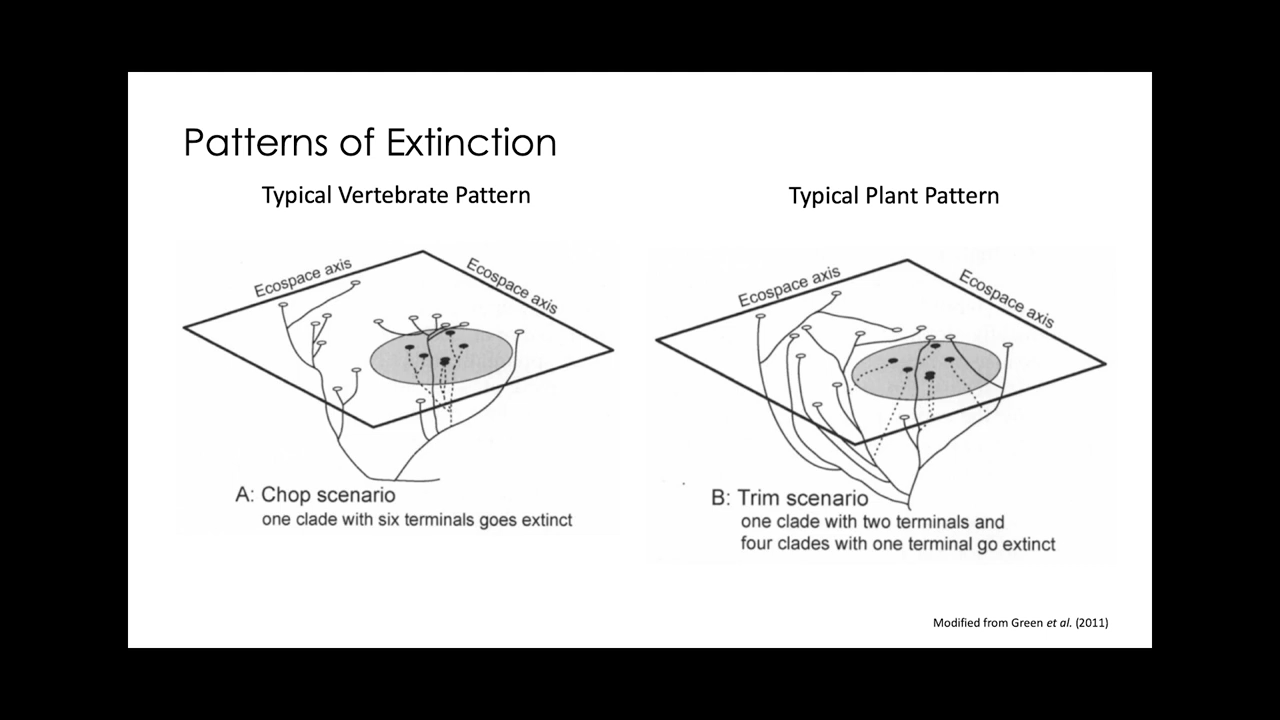 Patterns of Extinction
Typical Vertebrate Pattern
Ecospace axis
Ecospace axis
A: Chop scenario
one clade with six terminals goes extinct
Typical Plant Pattern
Ecospace axis
Ecospace axis
B: Trim scenario
one clade with two terminals and
four clades with one terminal go extinct
Modified from Green et al. (2011)